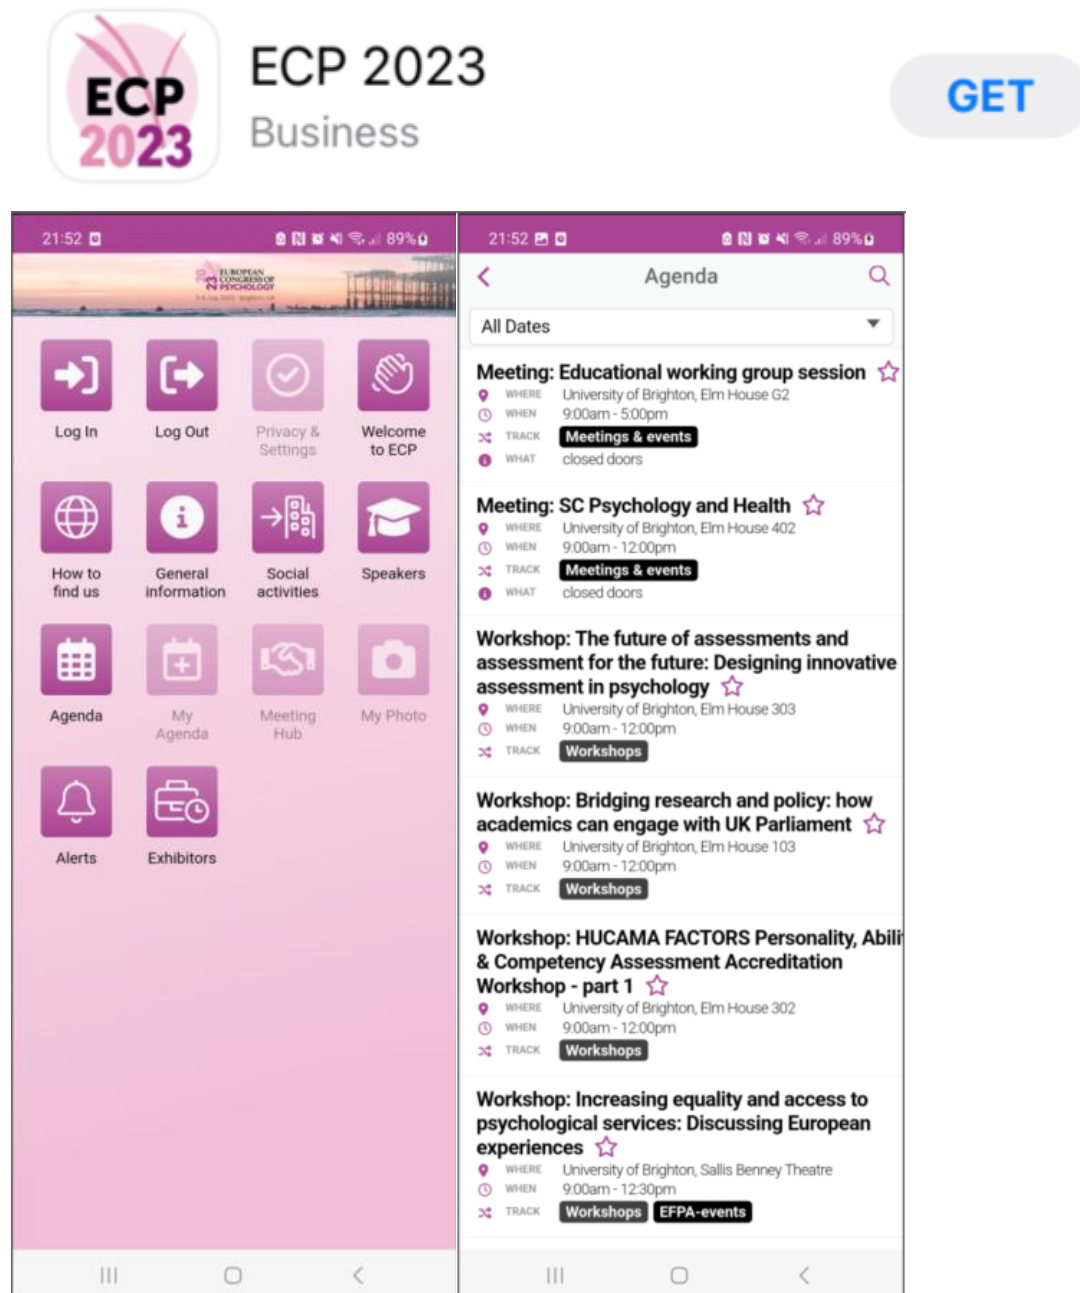 ECP
2023
ECP 2023
Business
GET
21:52
89%
2023
EUROPEAN
CONGRESS OF
PSYCHOLOGY
Log In
Log Out
Privacy &
Settings
Welcome
to ECP
How to
find us
General
information
Social
activities
Speakers
Agenda
My
Agenda
Meeting
Hub
My Photo
Alerts
Exhibitors
21:52
89%
Agenda
All Dates
Meeting: Educational working group session
WHERE University of Brighton, Elm House G2
WHEN 9:00am - 5:00pm
TRACK Meetings & events
WHAT closed doors
Meeting: SC Psychology and Health
WHERE University of Brighton, Elm House 402
WHEN 9:00am - 12:00pm
TRACK Meetings & events
WHAT closed doors
Workshop: The future of assessments and
assessment for the future: Designing innovative
assessment in psychology
WHERE University of Brighton, Elm House 303
WHEN 9:00am - 12:00pm
TRACK Workshops
Workshop: Bridging research and policy: how
academics can engage with UK Parliament
WHERE University of Brighton, Elm House 103
WHEN 9:00am - 12:00pm
TRACK Workshops
Workshop: HUCAMA FACTORS Personality, Abili
& Competency Assessment Accreditation
Workshop - part 1
WHERE University of Brighton, Elm House 302
WHEN 9:00am - 12:00pm
TRACK Workshops
Workshop: Increasing equality and access to
psychological services: Discussing European
experiences
WHERE University of Brighton, Sallis Benney Theatre
WHEN 9:00am - 12:30pm
TRACK Workshops EFPA-events